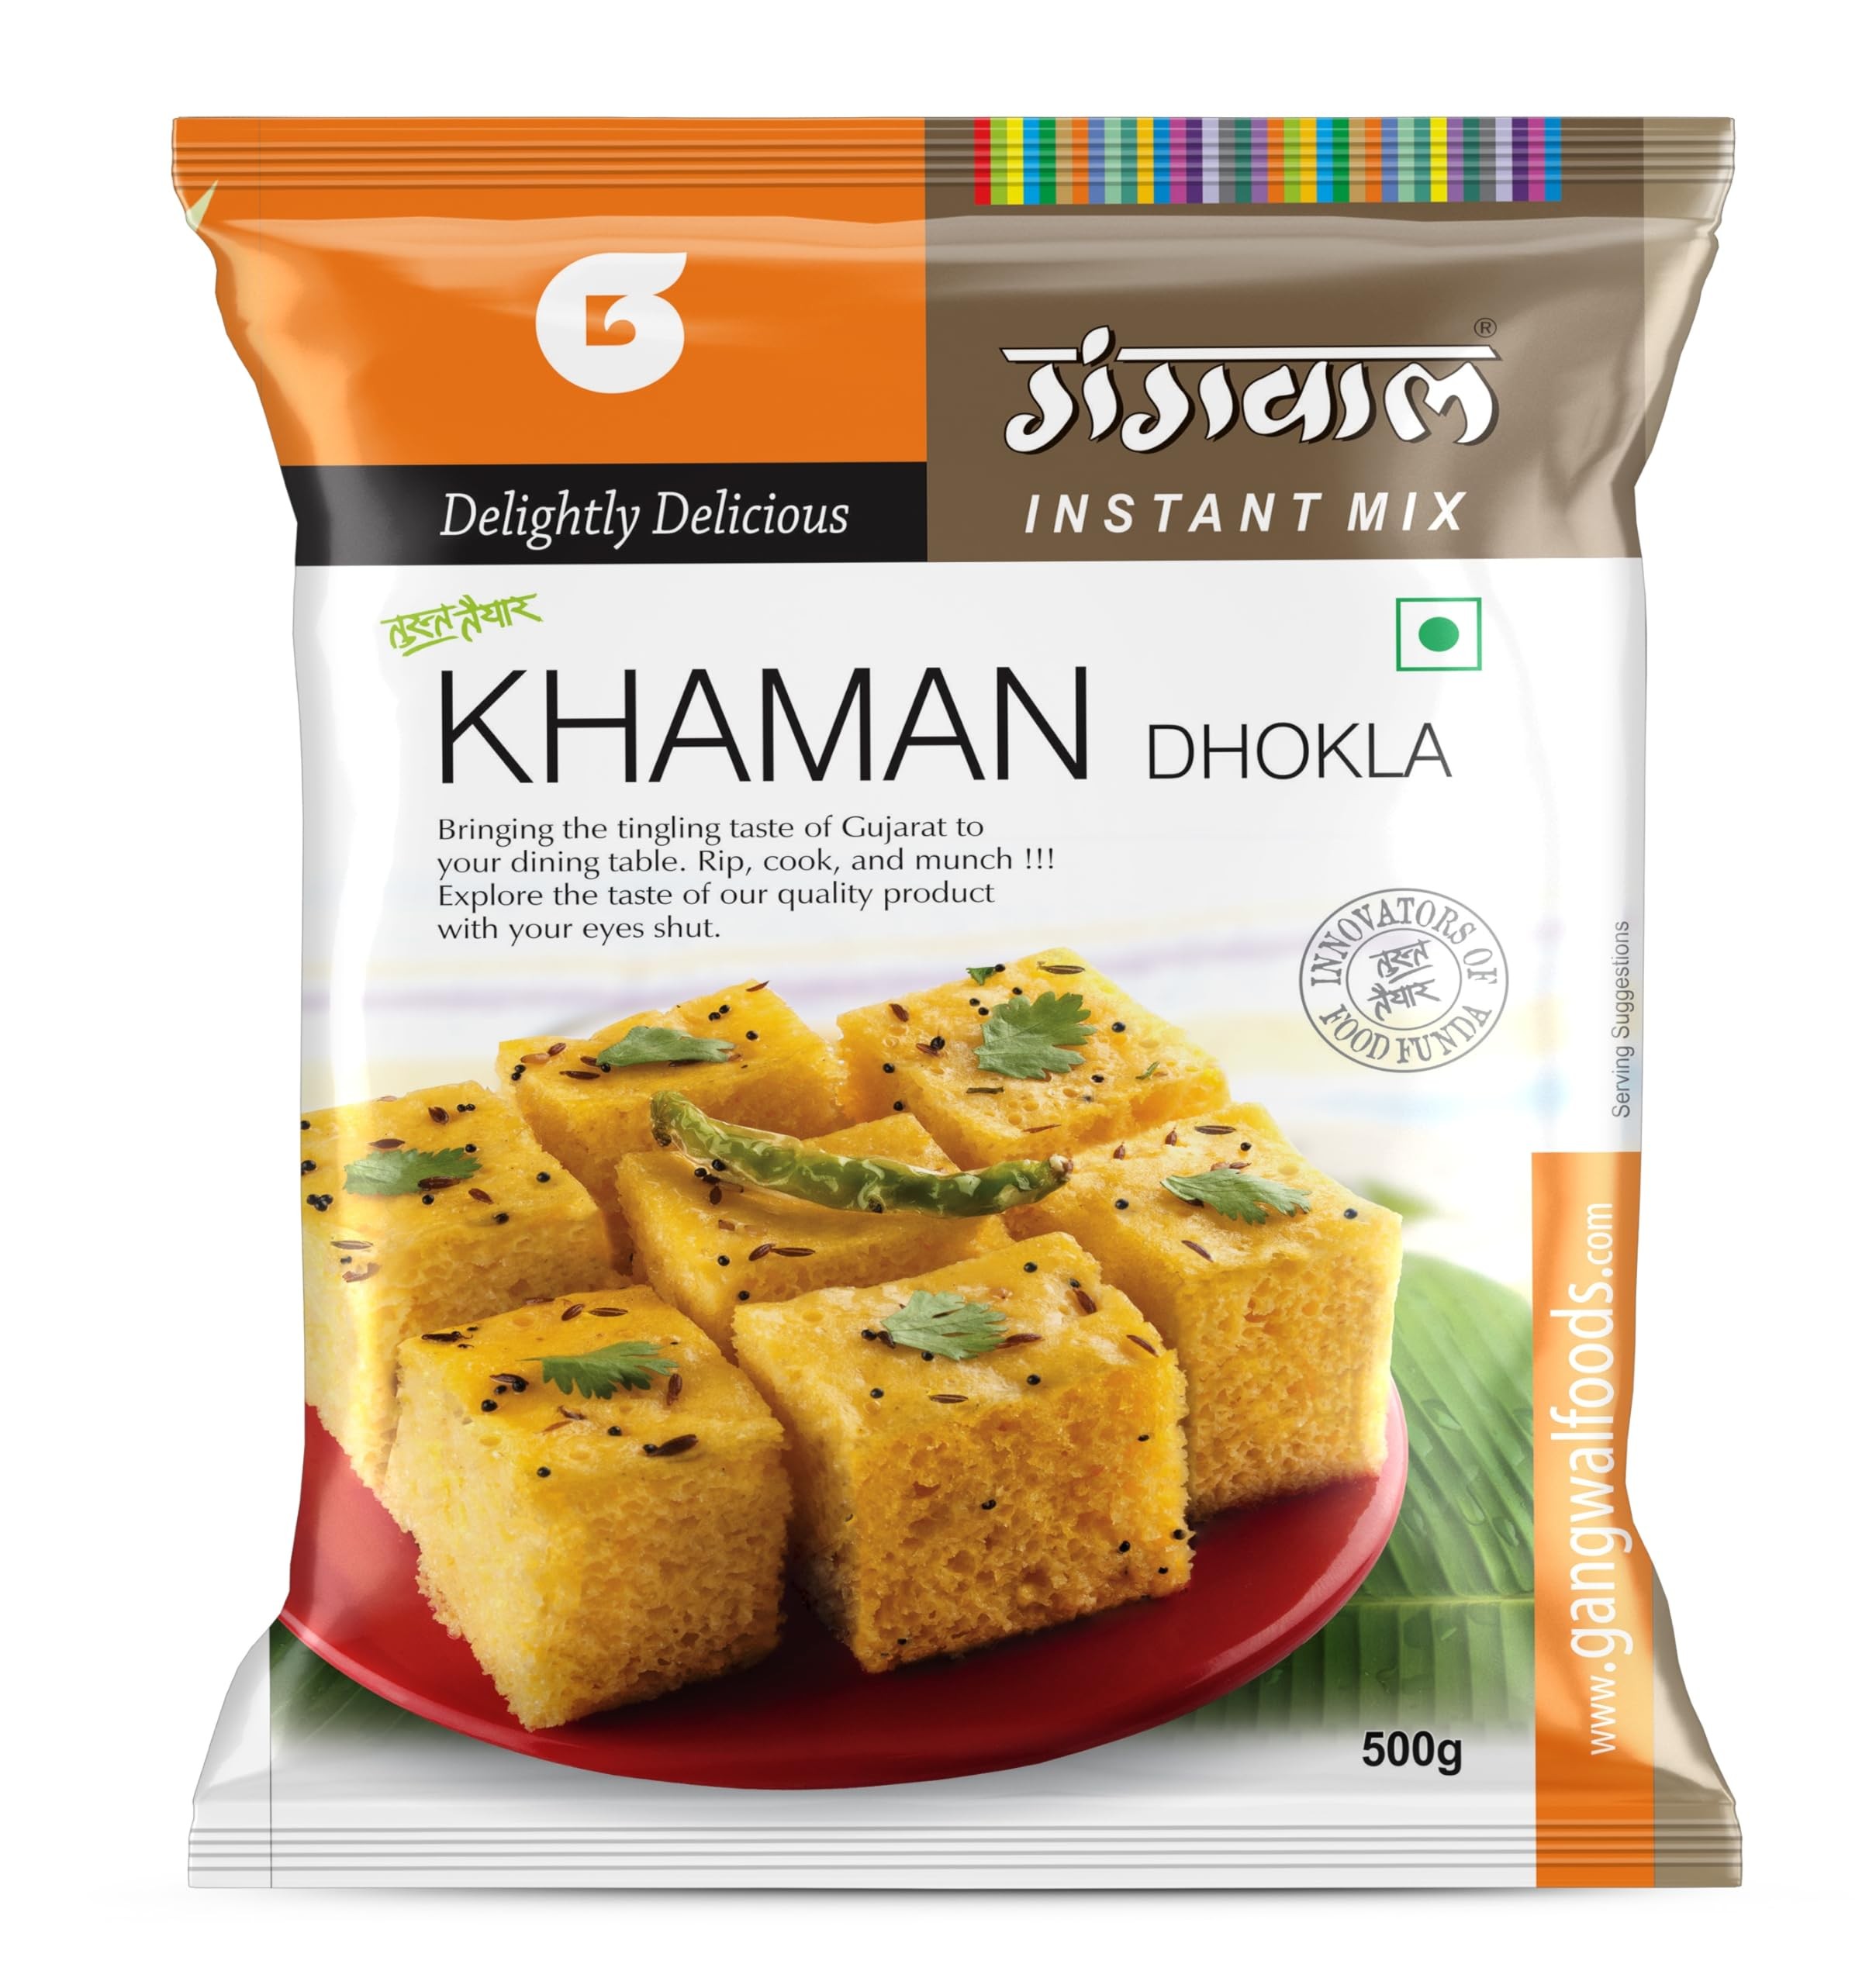 गंगवाल®
Delightly Delicious
INSTANT MIX
तुरन्त तैयार
KHAMAN DHOKLA
Bringing the tingling taste of Gujarat to
your dining table. Rip, cook, and munch !!!
Explore the taste of our quality product
with your eyes shut.
INNOVATORS OF
तुरन्त
तैयार
FOOD FUNDA
Serving Suggestions
www.gangwalfoods.com
500g